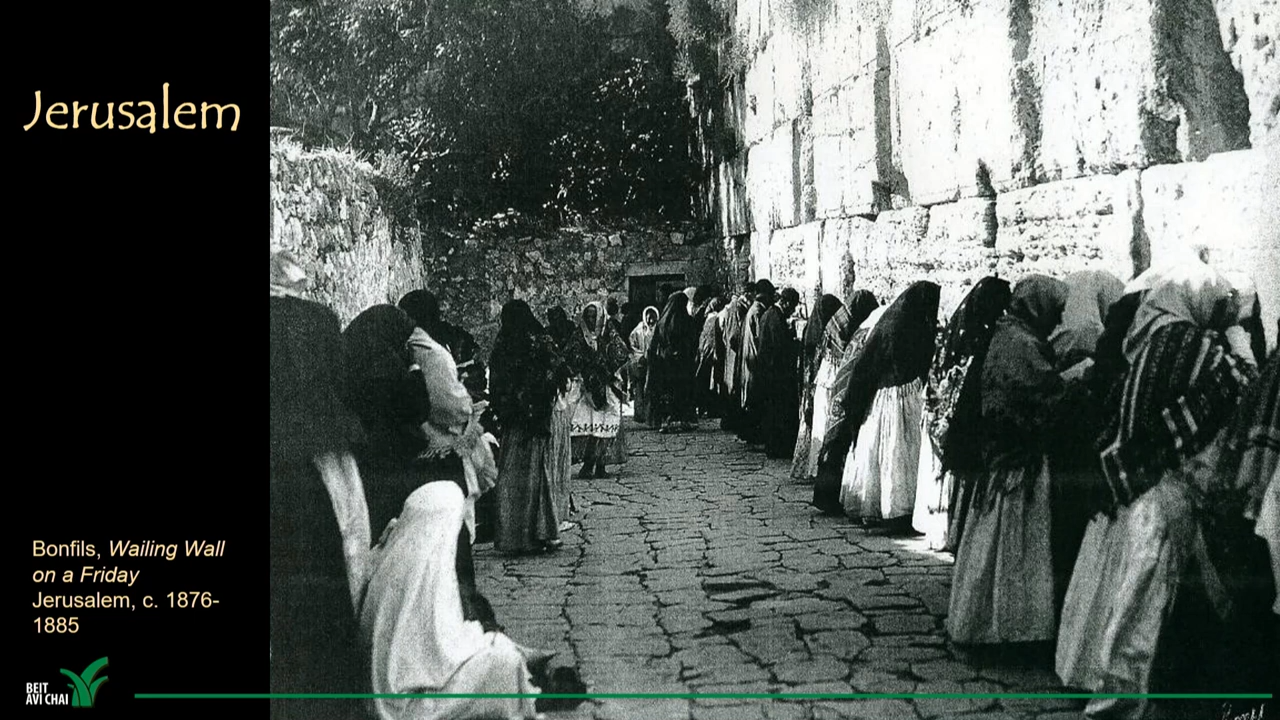 Jerusalem
Bonfils, Wailing Wall
on a Friday
Jerusalem, c. 1876-
1885
BEIT
AVI CHAI